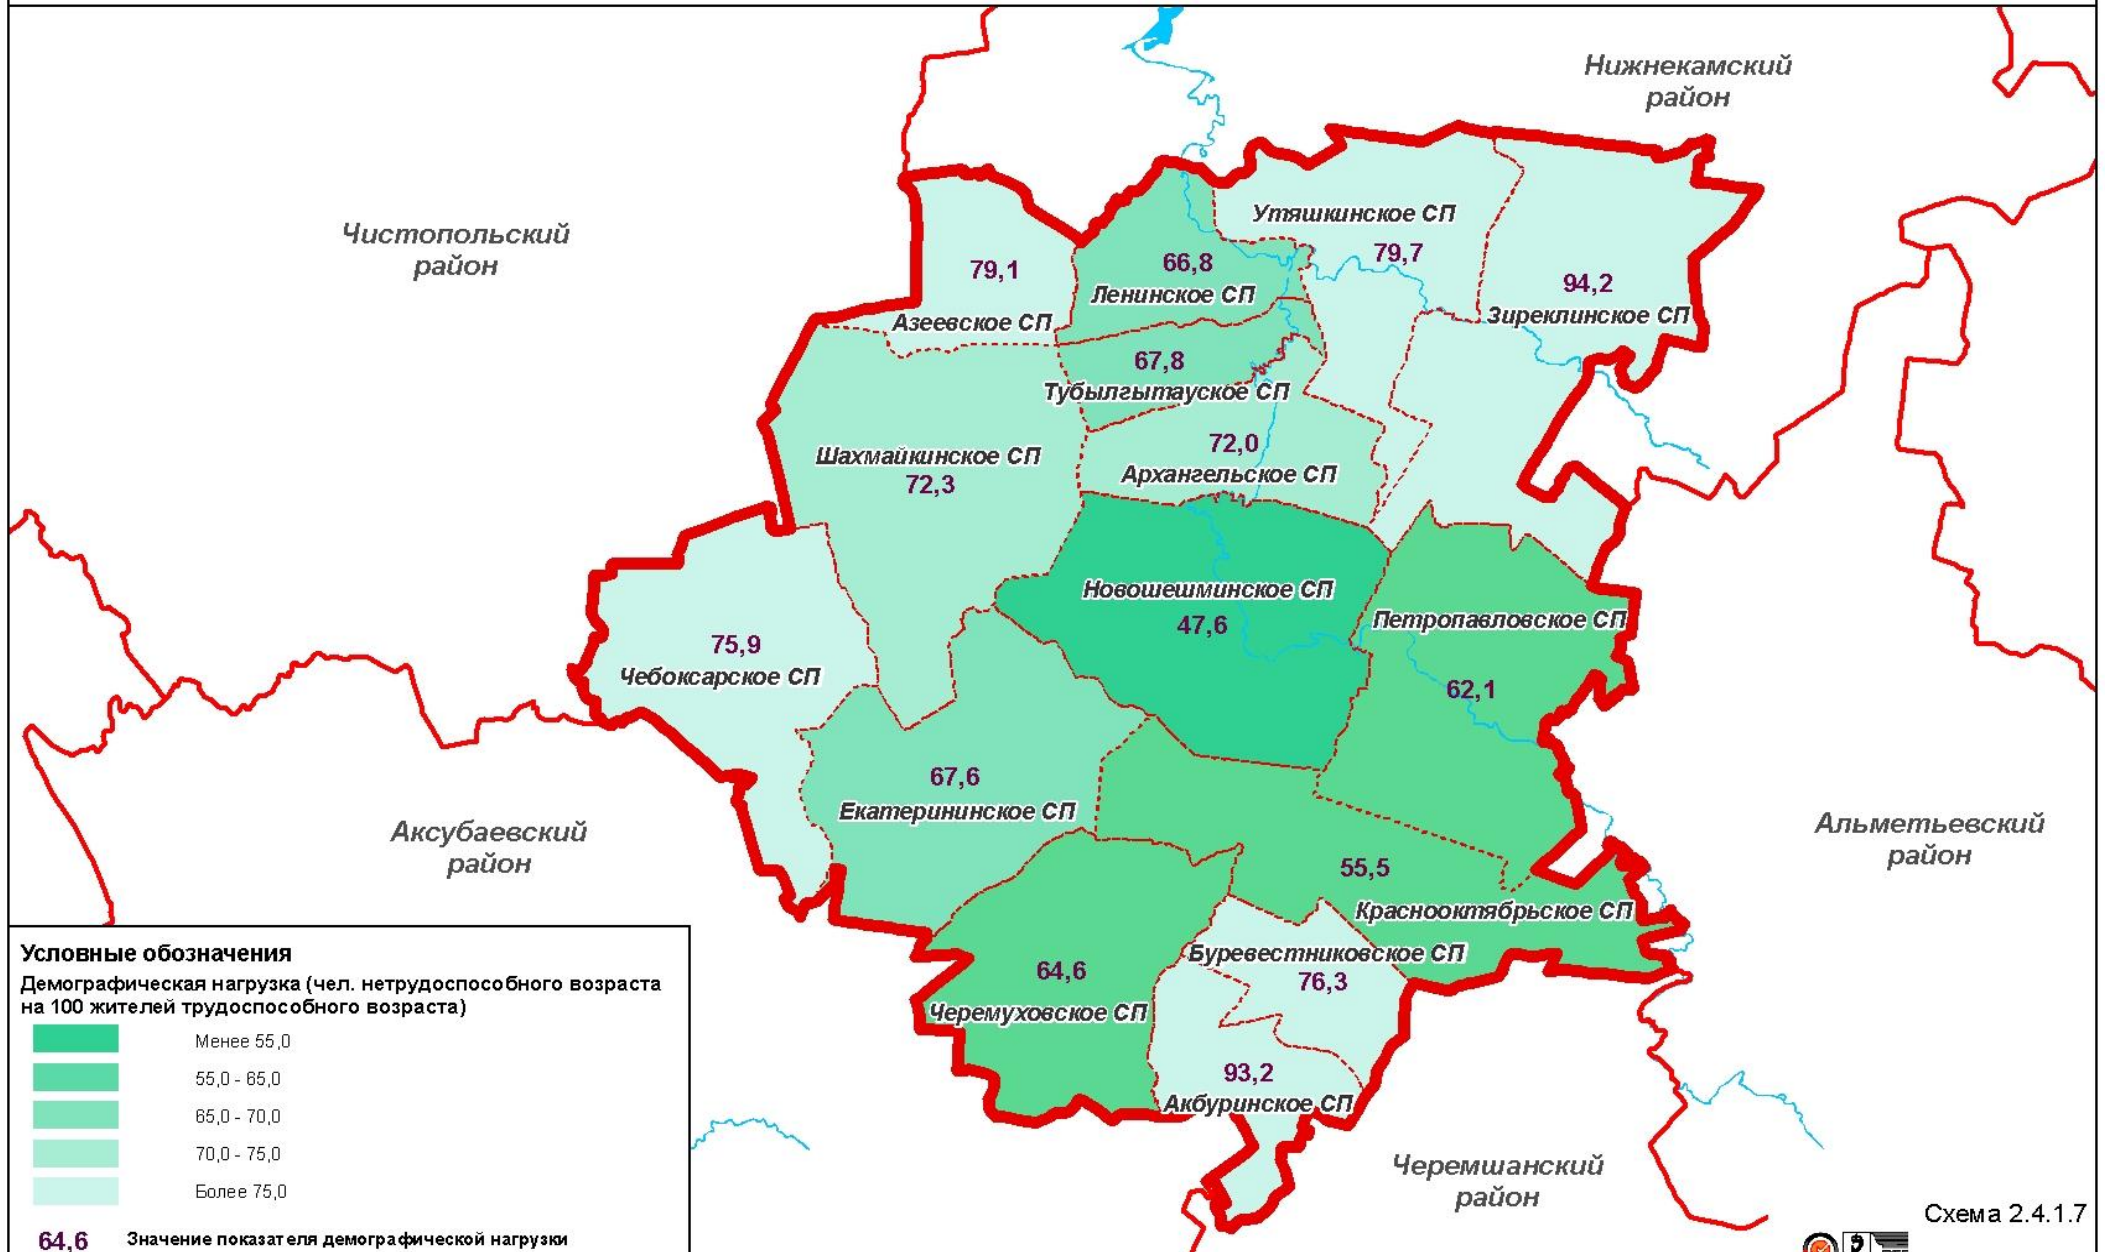 Нижнекамский
район
Чистопольский
район
Утяшкинское СП
79,7
79,1
Азеевское СП
66,8
Ленинское СП
94,2
Зиреклинское СП
67,8
Тубылгытауское СП
72,0
Архангельское СП
Шахмайкинское СП
72,3
Новошешминское СП
47,6
Петропавловское СП
62,1
75,9
Чебоксарское СП
67,6
Екатерининское СП
Аксубаевский
район
Альметьевский
район
55,5
Краснооктябрьское СП
Буревестниковское СП
76,3
64,6
Черемуховское СП
93,2
Акбуринское СП
Черемшанский
район
Условные обозначения
Демографическая нагрузка (чел. нетрудоспособного возраста
на 100 жителей трудоспособного возраста)
Менее 55,0
55,0 - 65,0
65,0 - 70,0
70,0 - 75,0
Более 75,0
64,6 Значение показателя демографической нагрузки
Схема 2.4.1.7